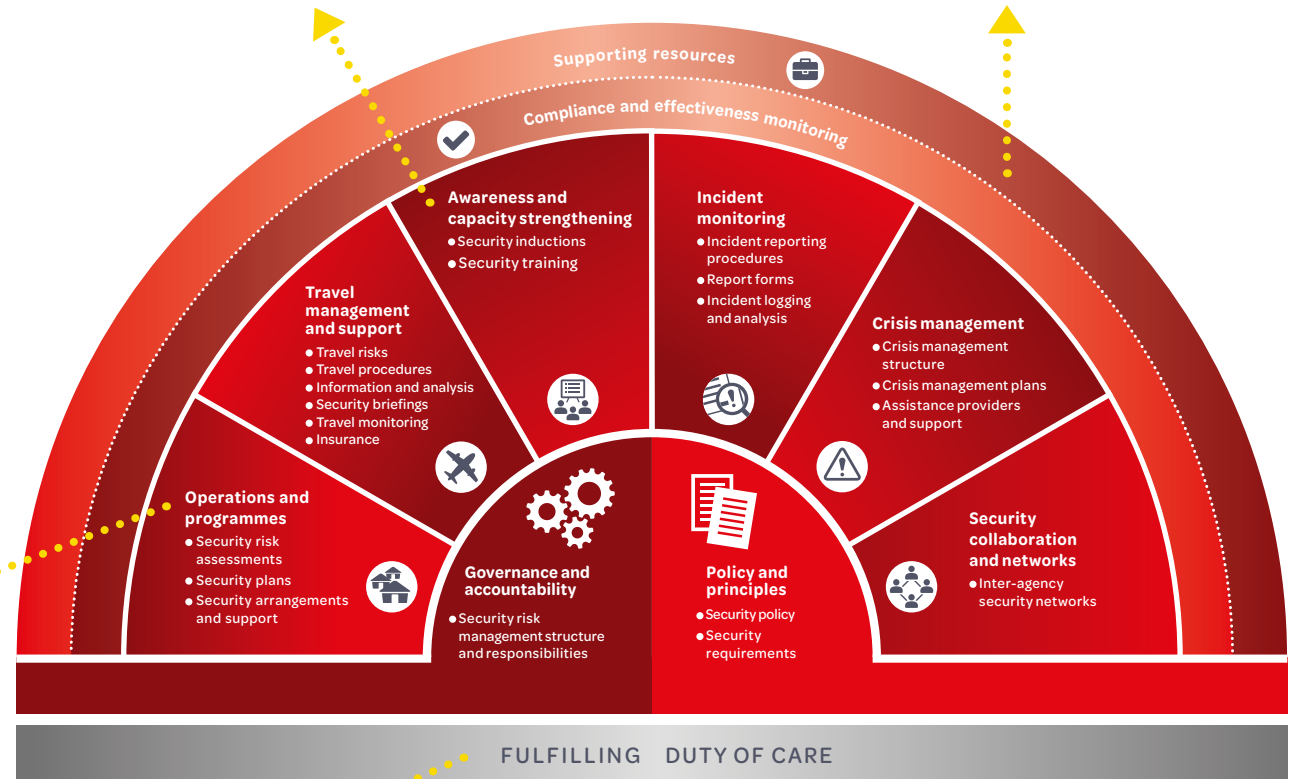 Supporting resources
Compliance and effectiveness monitoring
Awareness and
capacity strengthening
● Security inductions
● Security training
Incident
monitoring
● Incident reporting
procedures
● Report forms
● Incident logging
and analysis
Travel
management
and support
● Travel risks
● Travel procedures
● Information and analysis
● Security briefings
● Travel monitoring
● Insurance
Crisis management
● Crisis management
structure
● Crisis management plans
● Assistance providers
and support
Operations and
programmes
● Security risk
assessments
● Security plans
● Security arrangements
and support
Security
collaboration
and networks
● Inter-agency
security networks
Governance and
accountability
● Security risk
management structure
and responsibilities
Policy and
principles
● Security policy
● Security
requirements
FULFILLING DUTY OF CARE